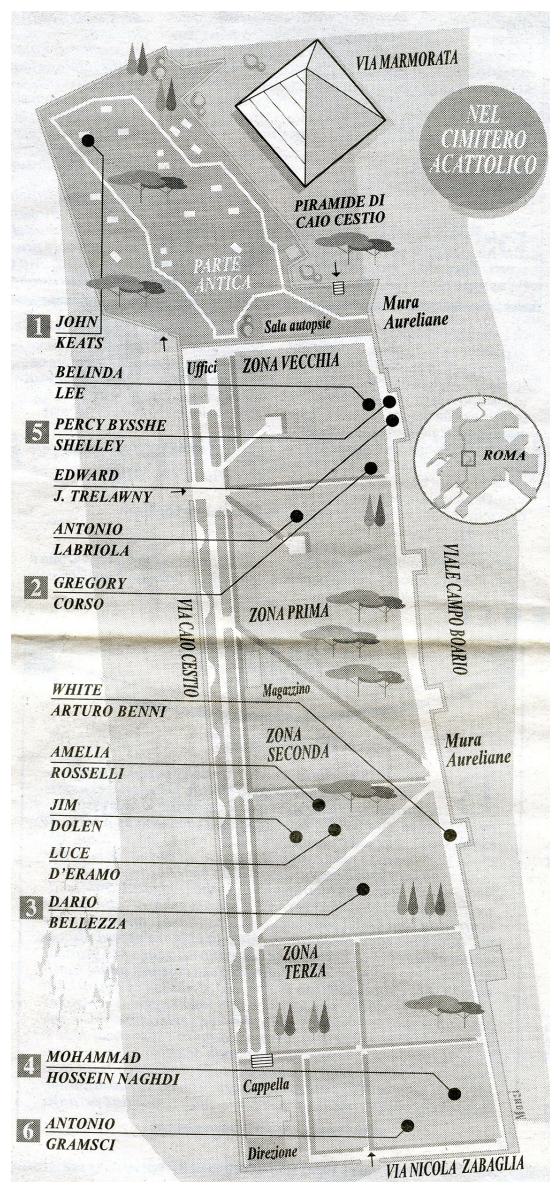 VIA MARMORATA
NEL
CIMITERO
ACATTOLICO
PIRAMIDE DI
CAIO CESTIO
PARTE
ANTICA
Mura
Aureliane
1 JOHN
KEATS
Sala autopsie
Uffici
ZONA VECCHIA
BELINDA
LEE
5 PERCY BYSSHE
SHELLEY
ROMA
EDWARD
J. TRELAWNY
ANTONIO
LABRIOLA
2 GREGORY
CORSO
VIALE CAMPO BOARIO
ZONA PRIMA
VIA CAIO CESTIO
WHITE
ARTURO BENNI
Magazzino
ZONA
SECONDA
Mura
Aureliane
AMELIA
ROSSELLI
JIM
DOLEN
LUCE
D'ERAMO
3 DARIO
BELLEZZA
ZONA
TERZA
4 MOHAMMAD
HOSSEIN NAGHDI
Cappella
6 ANTONIO
GRAMSCI
Direzione
VIA NICOLA ZABAGLIA